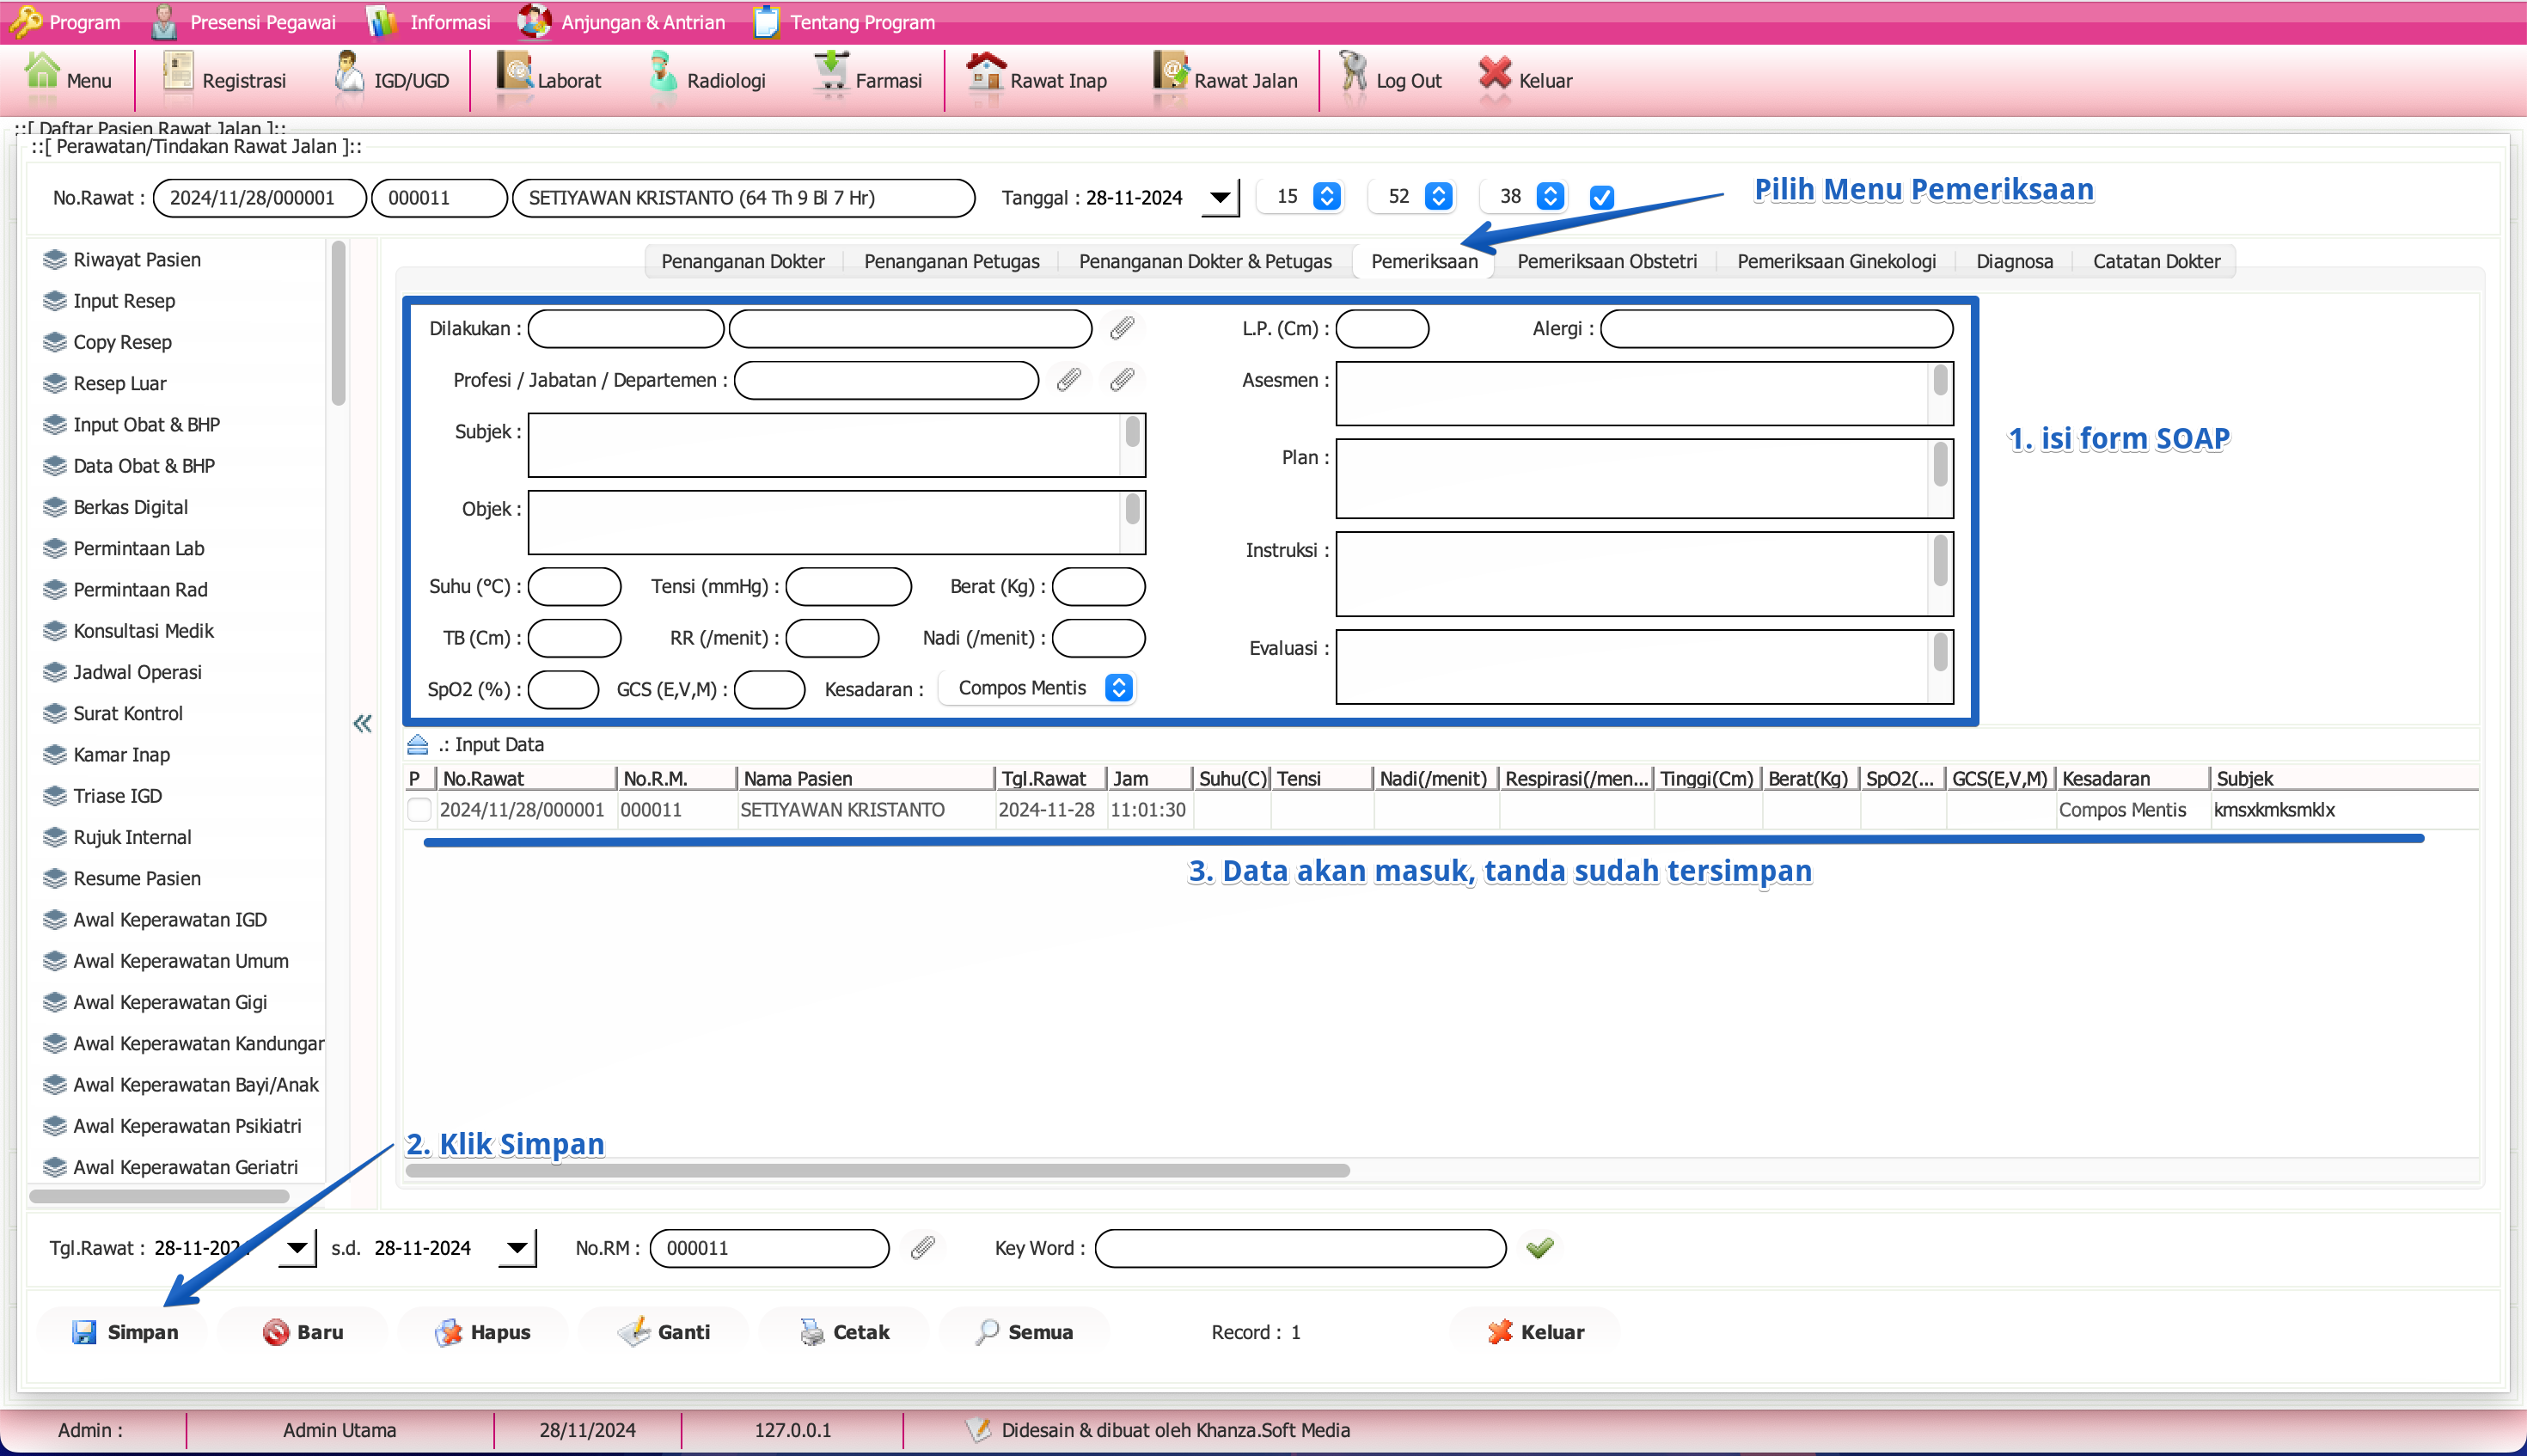 Program Presensi Pegawai Informasi Anjungan & Antrian Tentang Program
Menu Registrasi IGD/UGD Laborat Radiologi Farmasi Rawat Inap Rawat Jalan Log Out Keluar
::[ Daftar Pasien Rawat Jalan ]::
::[ Perawatan/Tindakan Rawat Jalan ]::
No.Rawat : 2024/11/28/000001 000011 SETIYAWAN KRISTANTO (64 Th 9 Bl 7 Hr) Tanggal : 28-11-2024 15 52 38
Pilih Menu Pemeriksaan
Riwayat Pasien
Input Resep
Copy Resep
Resep Luar
Input Obat & BHP
Data Obat & BHP
Berkas Digital
Permintaan Lab
Permintaan Rad
Konsultasi Medik
Jadwal Operasi
Surat Kontrol
Kamar Inap
Triase IGD
Rujuk Internal
Resume Pasien
Awal Keperawatan IGD
Awal Keperawatan Umum
Awal Keperawatan Gigi
Awal Keperawatan Kandungan
Awal Keperawatan Bayi/Anak
Awal Keperawatan Psikiatri
Awal Keperawatan Geriatri
Penanganan Dokter Penanganan Petugas Penanganan Dokter & Petugas Pemeriksaan Pemeriksaan Obstetri Pemeriksaan Ginekologi Diagnosa Catatan Dokter
Dilakukan :
Profesi / Jabatan / Departemen :
Subjek :
Objek :
Suhu (°C) : Tensi (mmHg) : Berat (Kg) :
TB (Cm) : RR (/menit) : Nadi (/menit) :
SpO2 (%) : GCS (E,V,M) : Kesadaran : Compos Mentis
L.P. (Cm) : Alergi :
Asesmen :
Plan :
Instruksi :
Evaluasi :
1. isi form SOAP
.: Input Data
P No.Rawat No.R.M. Nama Pasien Tgl.Rawat Jam Suhu(C) Tensi Nadi(/menit) Respirasi(/men... Tinggi(Cm) Berat(Kg) SpO2(... GCS(E,V,M) Kesadaran Subjek
2024/11/28/000001 000011 SETIYAWAN KRISTANTO 2024-11-28 11:01:30 Compos Mentis kmsxkmksmklx
3. Data akan masuk, tanda sudah tersimpan
2. Klik Simpan
Tgl.Rawat : 28-11-2024 s.d. 28-11-2024 No.RM : 000011 Key Word :
Simpan Baru Hapus Ganti Cetak Semua Record : 1 Keluar
Admin : Admin Utama 28/11/2024 127.0.0.1 Didesain & dibuat oleh Khanza.Soft Media